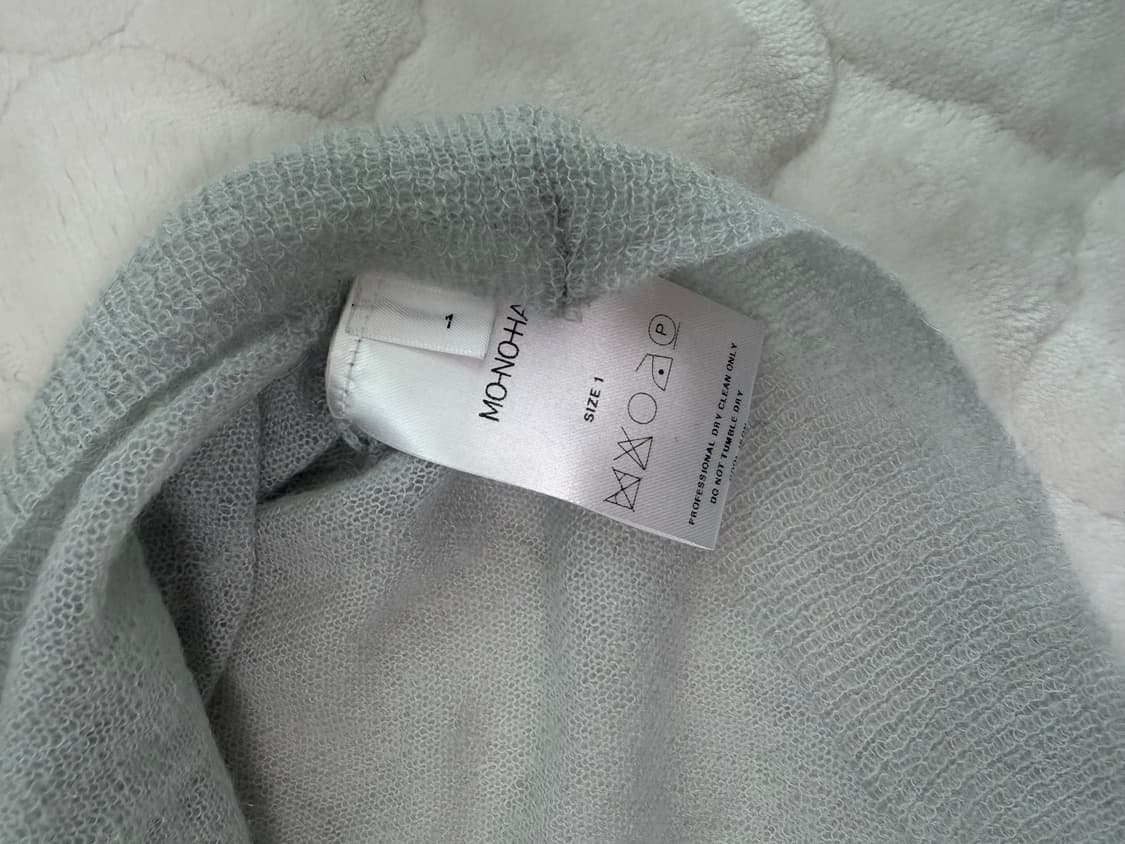 1
MO-NO-HA
SIZE 1
P
PROFESSIONAL DRY CLEAN ONLY
DO NOT TUMBLE DRY